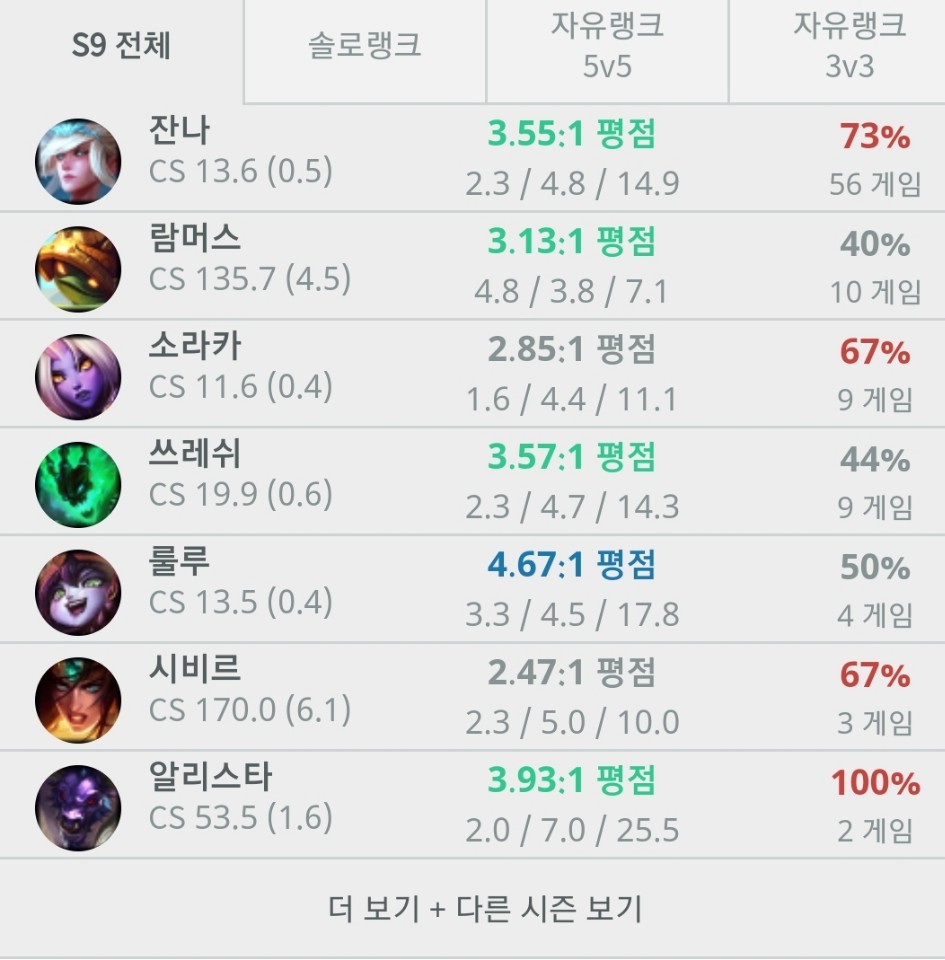 S9 전체
솔로랭크
자유랭크
5v5
자유랭크
3v3
잔나
CS 13.6 (0.5)
3.55:1 평점
2.3 / 4.8 / 14.9
73%
56 게임
람머스
CS 135.7 (4.5)
3.13:1 평점
4.8 / 3.8 / 7.1
40%
10 게임
소라카
CS 11.6 (0.4)
2.85:1 평점
1.6 / 4.4 / 11.1
67%
9 게임
쓰레쉬
CS 19.9 (0.6)
3.57:1 평점
2.3 / 4.7 / 14.3
44%
9 게임
룰루
CS 13.5 (0.4)
4.67:1 평점
3.3 / 4.5 / 17.8
50%
4 게임
시비르
CS 170.0 (6.1)
2.47:1 평점
2.3 / 5.0 / 10.0
67%
3 게임
알리스타
CS 53.5 (1.6)
3.93:1 평점
2.0 / 7.0 / 25.5
100%
2 게임
더 보기 + 다른 시즌 보기